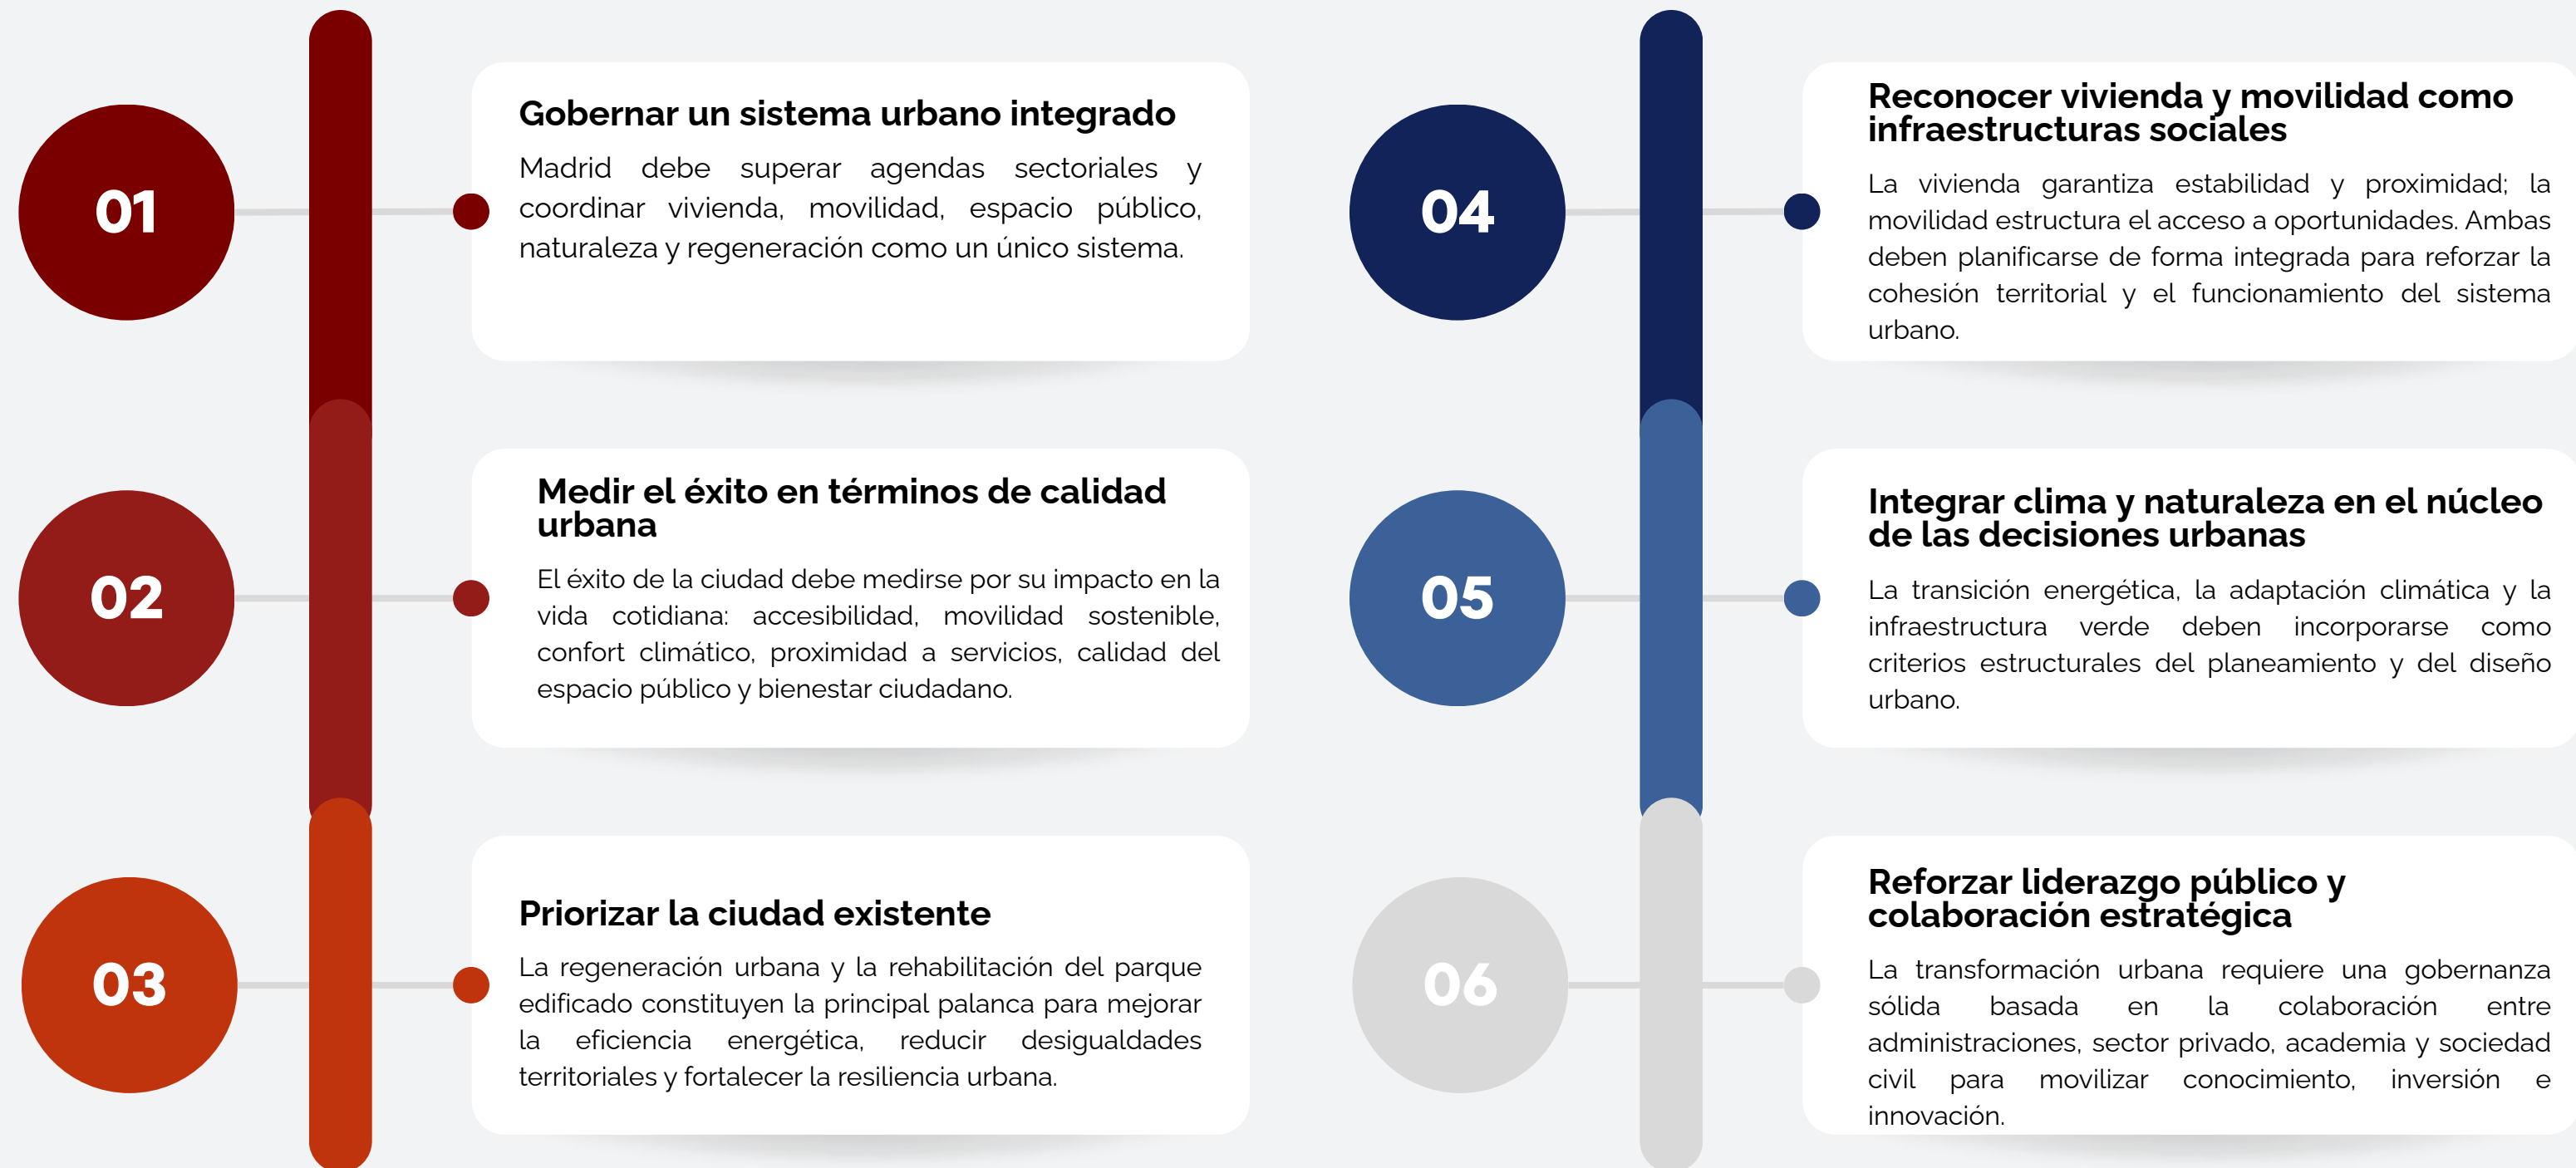 01
Gobernar un sistema urbano integrado
Madrid debe superar agendas sectoriales y
coordinar vivienda, movilidad, espacio público,
naturaleza y regeneración como un único sistema.
02
Medir el éxito en términos de calidad
urbana
El éxito de la ciudad debe medirse por su impacto en la
vida cotidiana: accesibilidad, movilidad sostenible,
confort climático, proximidad a servicios, calidad del
espacio público y bienestar ciudadano.
03
Priorizar la ciudad existente
La regeneración urbana y la rehabilitación del parque
edificado constituyen la principal palanca para mejorar
la eficiencia energética, reducir desigualdades
territoriales y fortalecer la resiliencia urbana.
04
Reconocer vivienda y movilidad como
infraestructuras sociales
La vivienda garantiza estabilidad y proximidad; la
movilidad estructura el acceso a oportunidades. Ambas
deben planificarse de forma integrada para reforzar la
cohesión territorial y el funcionamiento del sistema
urbano.
05
Integrar clima y naturaleza en el núcleo
de las decisiones urbanas
La transición energética, la adaptación climática y la
infraestructura verde deben incorporarse como
criterios estructurales del planeamiento y del diseño
urbano.
06
Reforzar liderazgo público y
colaboración estratégica
La transformación urbana requiere una gobernanza
sólida basada en la colaboración entre
administraciones, sector privado, academia y sociedad
civil para movilizar conocimiento, inversión e
innovación.